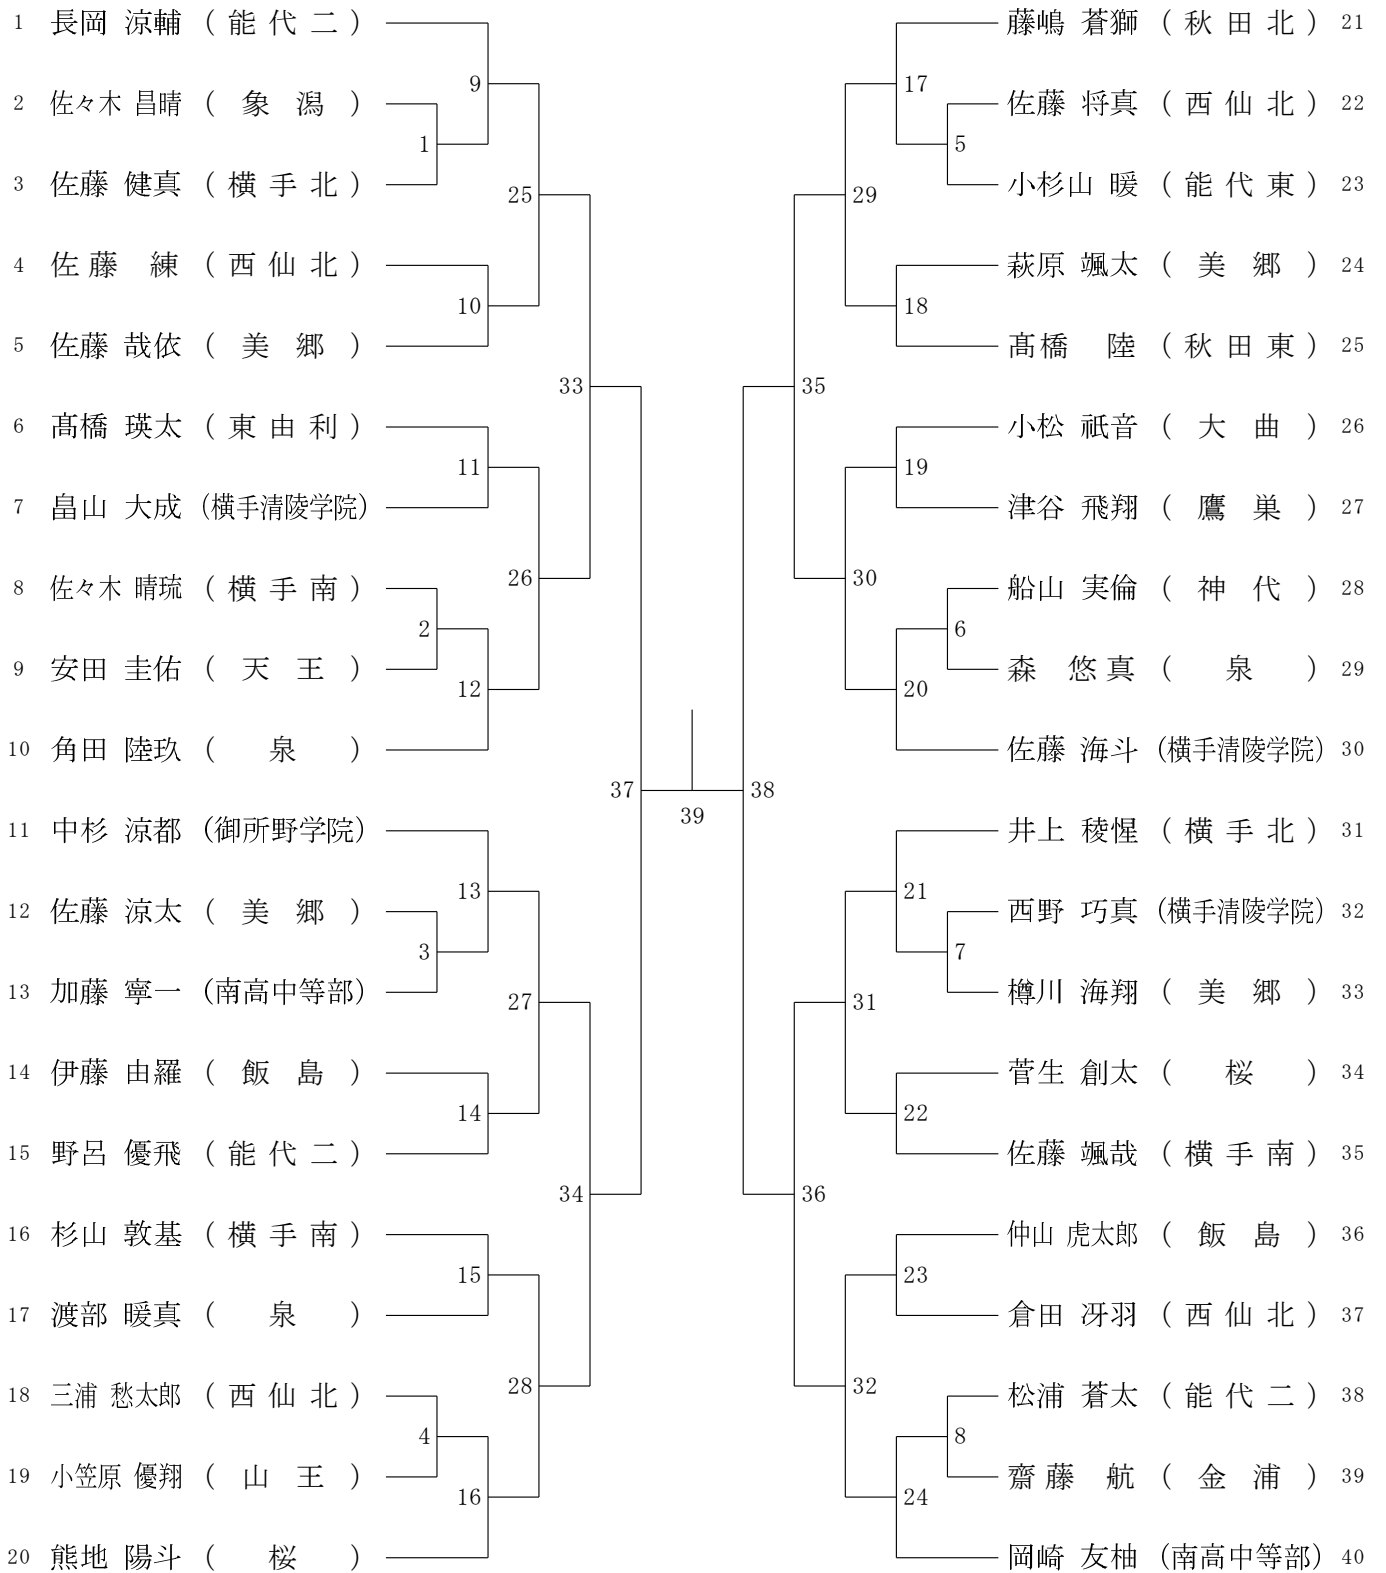 1 長岡 涼輔 ( 能 代 二 )
2 佐々木 昌晴 ( 象 潟 )
3 佐藤 健真 ( 横 手 北 )
4 佐 藤 練 ( 西 仙 北 )
5 佐藤 哉依 ( 美 郷 )
6 髙橋 瑛太 ( 東 由 利 )
7 畠山 大成 (横手清陵学院)
8 佐々木 晴琉 ( 横 手 南 )
9 安田 圭佑 ( 天 王 )
10 角田 陸玖 ( 泉 )
11 中杉 涼都 (御所野学院)
12 佐藤 涼太 ( 美 郷 )
13 加藤 寧一 (南高中等部)
14 伊藤 由羅 ( 飯 島 )
15 野呂 優飛 ( 能 代 二 )
16 杉山 敦基 ( 横 手 南 )
17 渡部 暖真 ( 泉 )
18 三浦 愁太郎 ( 西 仙 北 )
19 小笠原 優翔 ( 山 王 )
20 熊地 陽斗 ( 桜 )
1
2
3
4
9
10
11
12
13
14
15
16
25
26
27
28
33
34
37
39
38
35
36
29
30
31
32
17
18
19
20
21
22
23
24
5
6
7
8
藤嶋 蒼獅 ( 秋 田 北 ) 21
佐藤 将真 ( 西 仙 北 ) 22
小杉山 暖 ( 能 代 東 ) 23
萩原 颯太 ( 美 郷 ) 24
髙橋 陸 ( 秋 田 東 ) 25
小松 祇音 ( 大 曲 ) 26
津谷 飛翔 ( 鷹 巣 ) 27
船山 実倫 ( 神 代 ) 28
森 悠 真 ( 泉 ) 29
佐藤 海斗 (横手清陵学院) 30
井上 稜惺 ( 横 手 北 ) 31
西野 巧真 (横手清陵学院) 32
樽川 海翔 ( 美 郷 ) 33
菅生 創太 ( 桜 ) 34
佐藤 颯哉 ( 横 手 南 ) 35
仲山 虎太郎 ( 飯 島 ) 36
倉田 冴羽 ( 西 仙 北 ) 37
松浦 蒼太 ( 能 代 二 ) 38
齋 藤 航 ( 金 浦 ) 39
岡崎 友柚 (南高中等部) 40